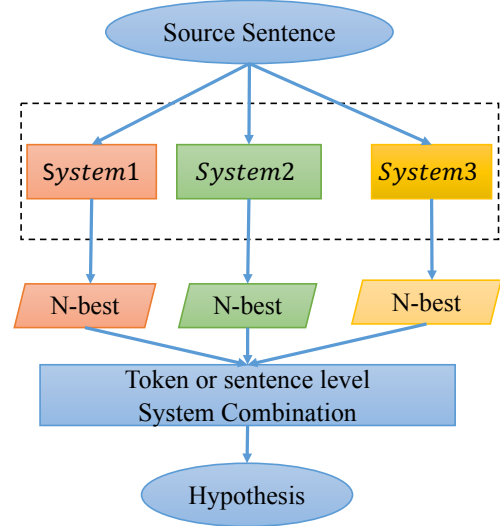 Source Sentence
System1
System2
System3
N-best
N-best
N-best
Token or sentence level
System Combination
Hypothesis